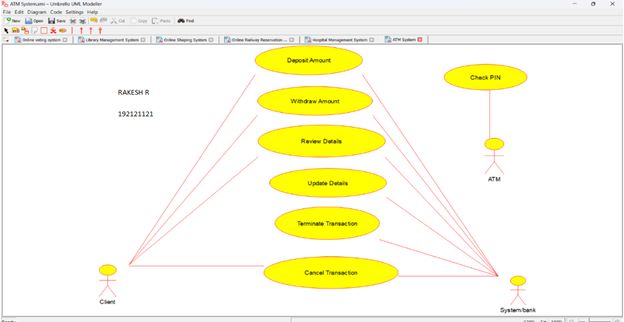 ATM System.xmi – Umbrello UML Modeller
File Edit Diagram Code Settings Help
New Open Save Cut Copy Paste Find
Online voting system Library Management System Online Shoping System Online Railway Reservation ... Hospital Management System ATM System
Deposit Amount
Check PIN
RAKESH R
Withdraw Amount
192121121
Review Details
ATM
Update Details
Terminate Transaction
Cancel Transaction
Client
System/bank